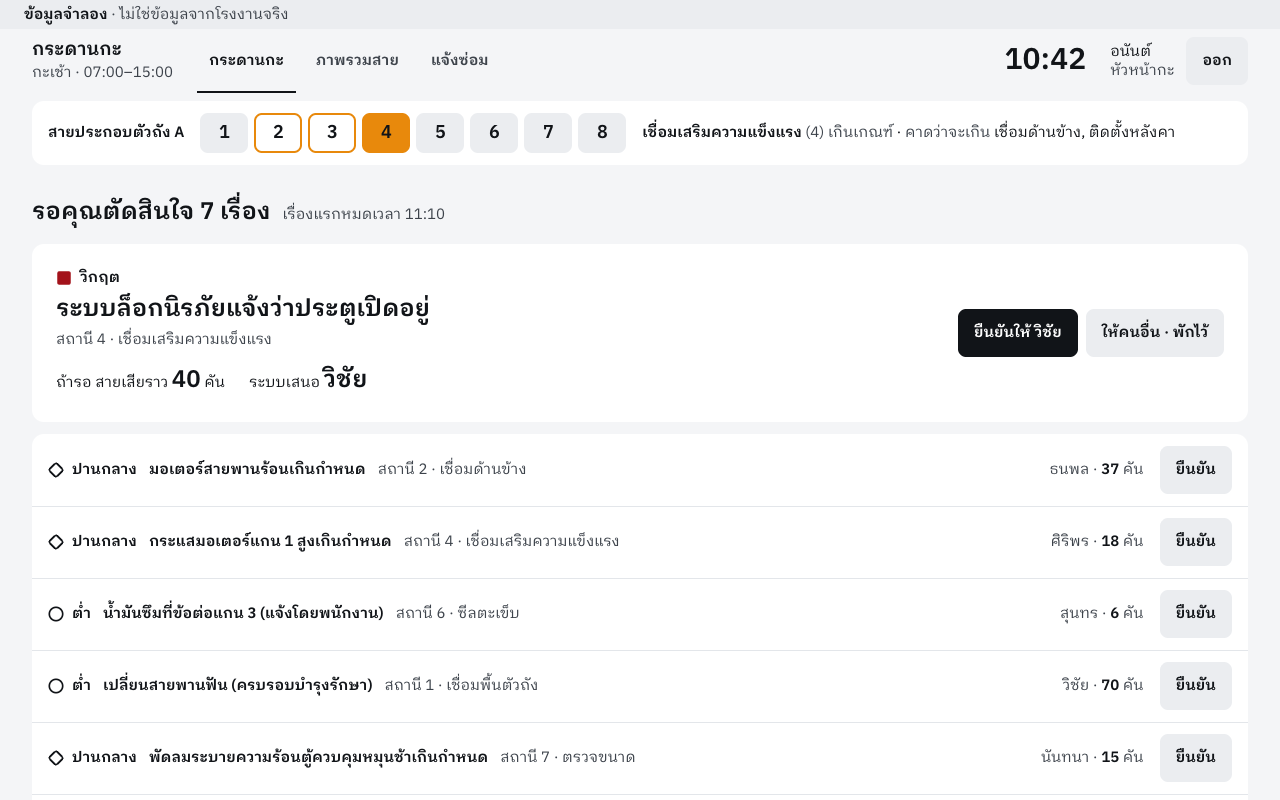 ข้อมูลจำลอง · ไม่ใช่ข้อมูลจากโรงงานจริง
กระดานกะ
กะเช้า · 07:00–15:00
กระดานกะ ภาพรวมสาย แจ้งซ่อม
10:42
อนันต์
หัวหน้ากะ
ออก
สายประกอบตัวถัง A 1 2 3 4 5 6 7 8 เชื่อมเสริมความแข็งแรง (4) เกินเกณฑ์ · คาดว่าจะเกิน เชื่อมด้านข้าง, ติดตั้งหลังคา
รอคุณตัดสินใจ 7 เรื่อง เรื่องแรกหมดเวลา 11:10
วิกฤต
ระบบล็อกนิรภัยแจ้งว่าประตูเปิดอยู่
สถานี 4 · เชื่อมเสริมความแข็งแรง
ถ้ารอ สายเสียราว 40 คัน ระบบเสนอ วิชัย
ยืนยันให้ วิชัย ให้คนอื่น · พักไว้
ปานกลาง มอเตอร์สายพานร้อนเกินกำหนด สถานี 2 · เชื่อมด้านข้าง ธนพล · 37 คัน ยืนยัน
ปานกลาง กระแสมอเตอร์แกน 1 สูงเกินกำหนด สถานี 4 · เชื่อมเสริมความแข็งแรง ศิริพร · 18 คัน ยืนยัน
ต่ำ น้ำมันซึมที่ข้อต่อแกน 3 (แจ้งโดยพนักงาน) สถานี 6 · ซีลตะเข็บ สุนทร · 6 คัน ยืนยัน
ต่ำ เปลี่ยนสายพานฟัน (ครบรอบบำรุงรักษา) สถานี 1 · เชื่อมพื้นตัวถัง วิชัย · 70 คัน ยืนยัน
ปานกลาง พัดลมระบายความร้อนตู้ควบคุมหมุนช้าเกินกำหนด สถานี 7 · ตรวจขนาด นันทนา · 15 คัน ยืนยัน